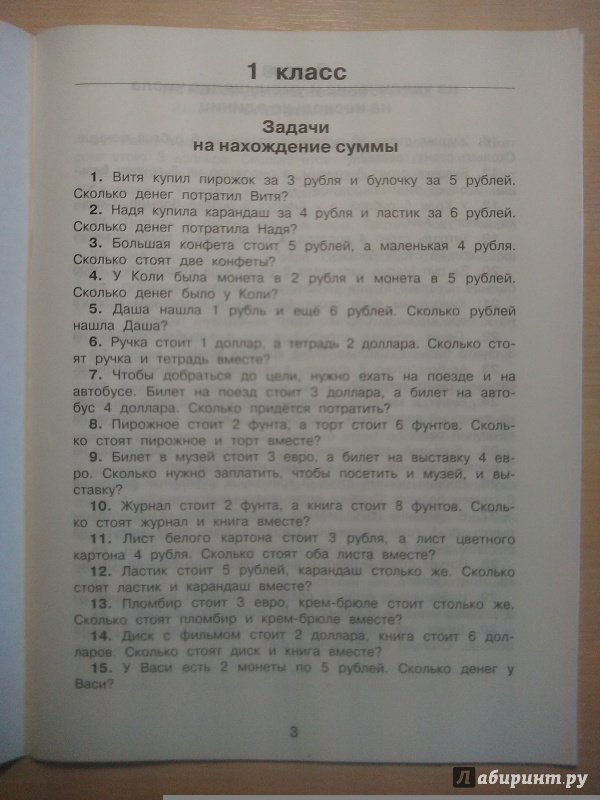 1 класс
Задачи
на нахождение суммы
1. Витя купил пирожок за 3 рубля и булочку за 5 рублей.
Сколько денег потратил Витя?
2. Надя купила карандаш за 4 рубля и ластик за 6 рублей.
Сколько денег потратила Надя?
3. Большая конфета стоит 5 рублей, а маленькая 4 рубля.
Сколько стоят две конфеты?
4. У Коли была монета в 2 рубля и монета в 5 рублей.
Сколько денег было у Коли?
5. Даша нашла 1 рубль и ещё 6 рублей. Сколько рублей
нашла Даша?
6. Ручка стоит 1 доллар, а тетрадь 2 доллара. Сколько сто-
ят ручка и тетрадь вместе?
7. Чтобы добраться до цели, нужно ехать на поезде и на
автобусе. Билет на поезд стоит 3 доллара, а билет на авто-
бус 4 доллара. Сколько придётся потратить?
8. Пирожное стоит 2 фунта, а торт стоит 6 фунтов. Сколь-
ко стоят пирожное и торт вместе?
9. Билет в музей стоит 3 евро, а билет на выставку 4 ев-
ро. Сколько нужно заплатить, чтобы посетить и музей, и вы-
ставку?
10. Журнал стоит 2 фунта, а книга стоит 8 фунтов. Сколь-
ко стоят журнал и книга вместе?
11. Лист белого картона стоит 3 рубля, а лист цветного
картона 4 рубля. Сколько стоят оба листа вместе?
12. Ластик стоит 5 рублей, карандаш столько же. Сколько
стоят ластик и карандаш вместе?
13. Пломбир стоит 3 евро, крем-брюле стоит столько же.
Сколько стоят пломбир и крем-брюле вместе?
14. Диск с фильмом стоит 2 доллара, книга стоит 6 дол-
ларов. Сколько стоят диск и книга вместе?
15. У Васи есть 2 монеты по 5 рублей. Сколько денег у
Васи?
3
лабиринт.ру